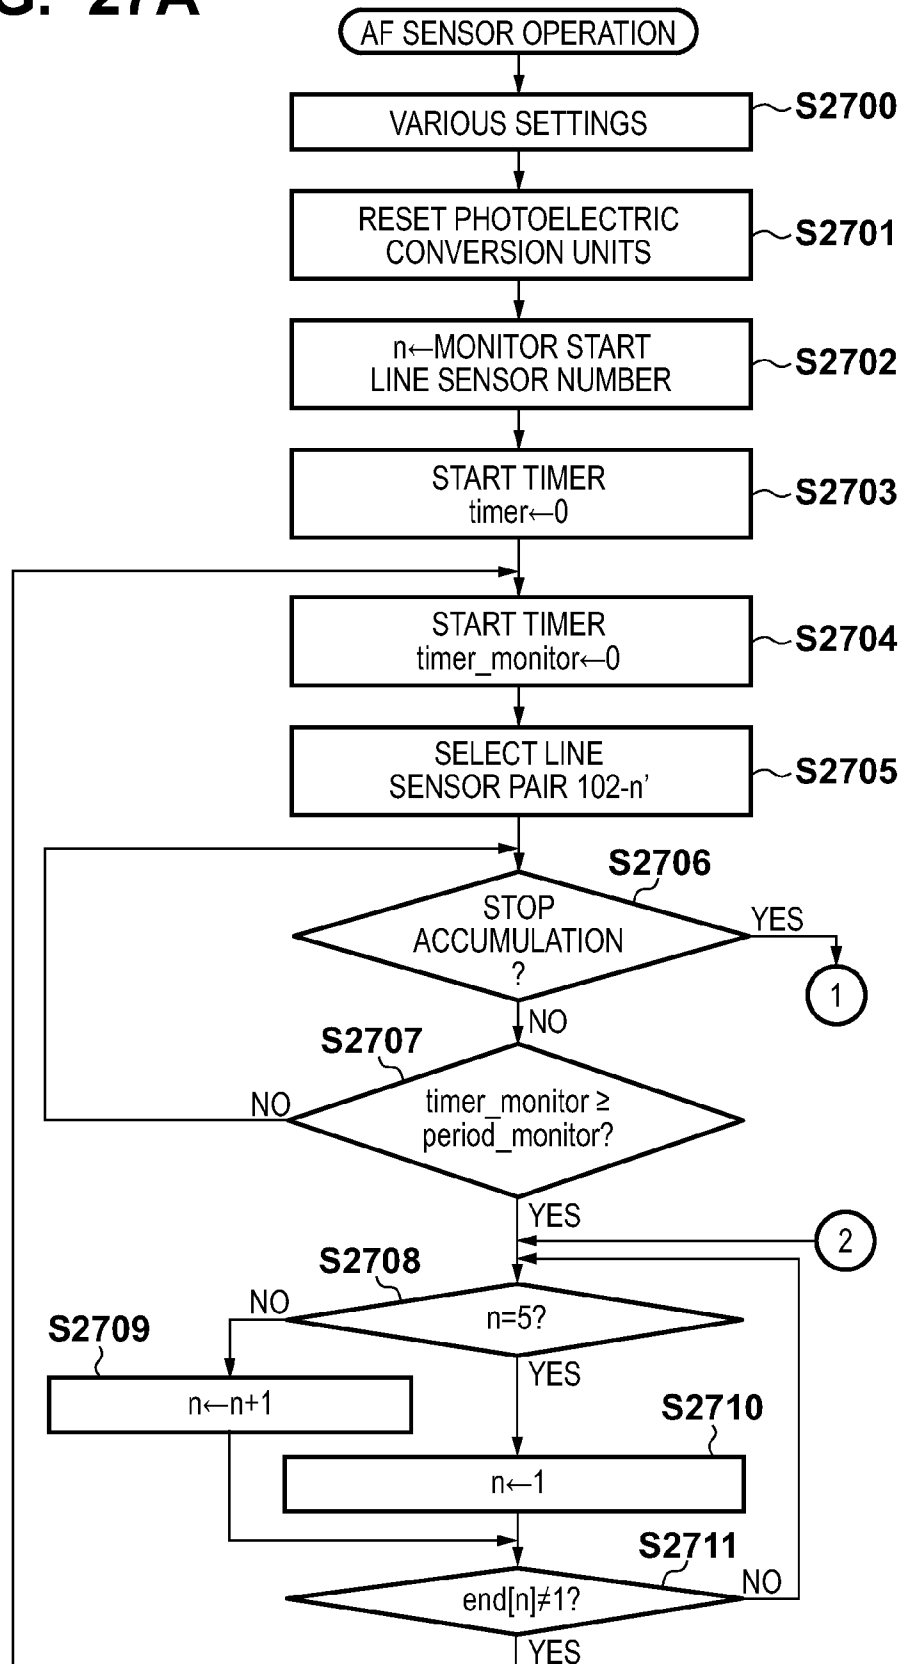 G. 27A
AF SENSOR OPERATION
VARIOUS SETTINGS
S2700
RESET PHOTOELECTRIC
CONVERSION UNITS
S2701
n←MONITOR START
LINE SENSOR NUMBER
S2702
START TIMER
timer←0
S2703
START TIMER
timer_monitor←0
S2704
SELECT LINE
SENSOR PAIR 102-n’
S2705
S2706
STOP
ACCUMULATION
?
YES
1
NO
S2707
timer_monitor ≥
period_monitor?
NO
YES
2
S2708
n=5?
NO
YES
S2709
n←n+1
S2710
n←1
S2711
end[n]≠1?
NO
YES